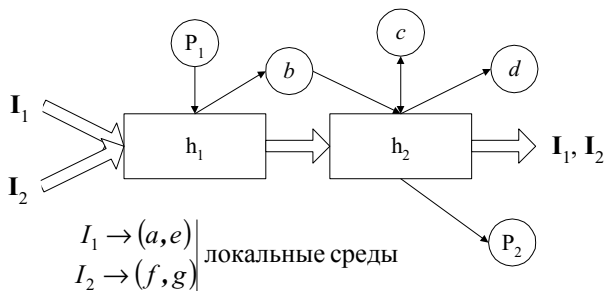 P₁
c
b
d
I₁
I₂
h₁
h₂
I₁, I₂
P₂
I₁ → (a, e)
I₂ → (f, g)
локальные среды